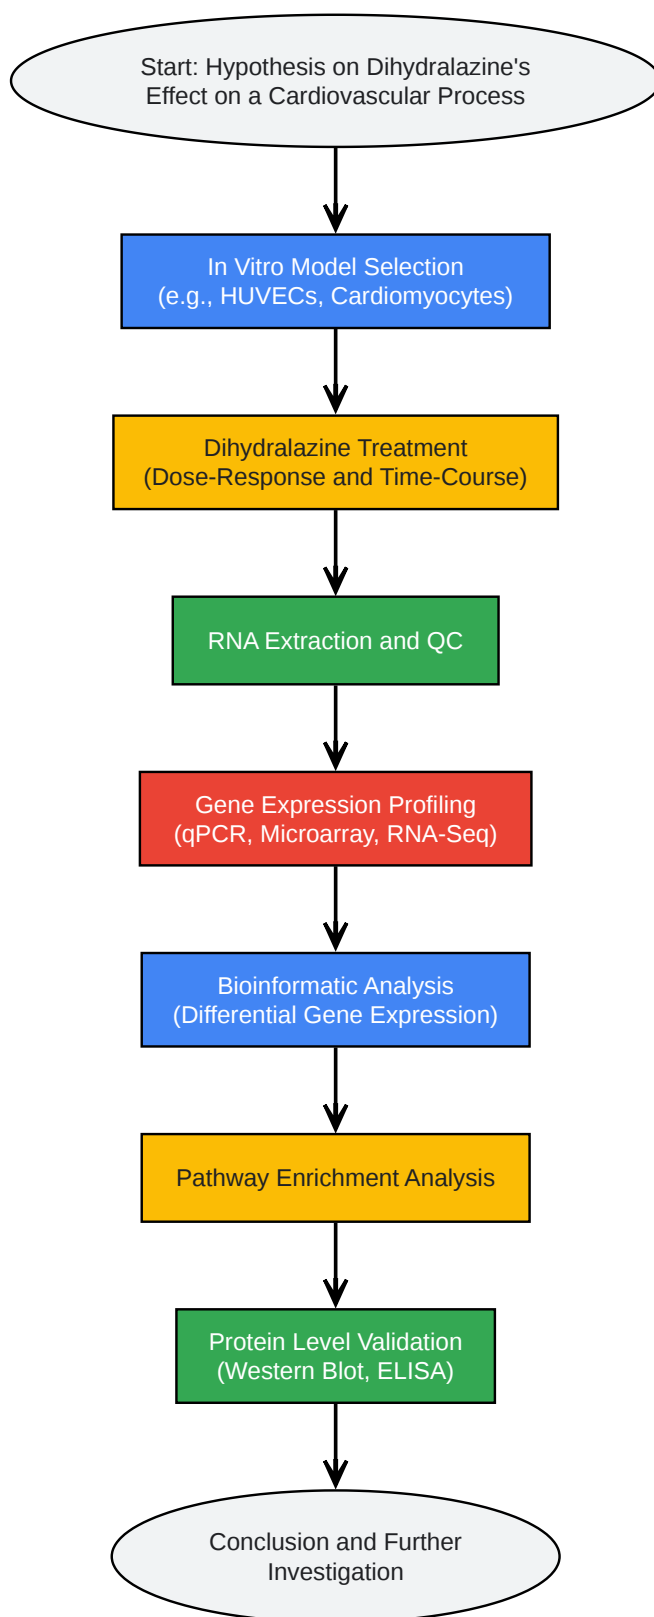 Start: Hypothesis on Dihydralazine's
Effect on a Cardiovascular Process
In Vitro Model Selection
(e.g., HUVECs, Cardiomyocytes)
Dihydralazine Treatment
(Dose-Response and Time-Course)
RNA Extraction and QC
Gene Expression Profiling
(qPCR, Microarray, RNA-Seq)
Bioinformatic Analysis
(Differential Gene Expression)
Pathway Enrichment Analysis
Protein Level Validation
(Western Blot, ELISA)
Conclusion and Further
Investigation